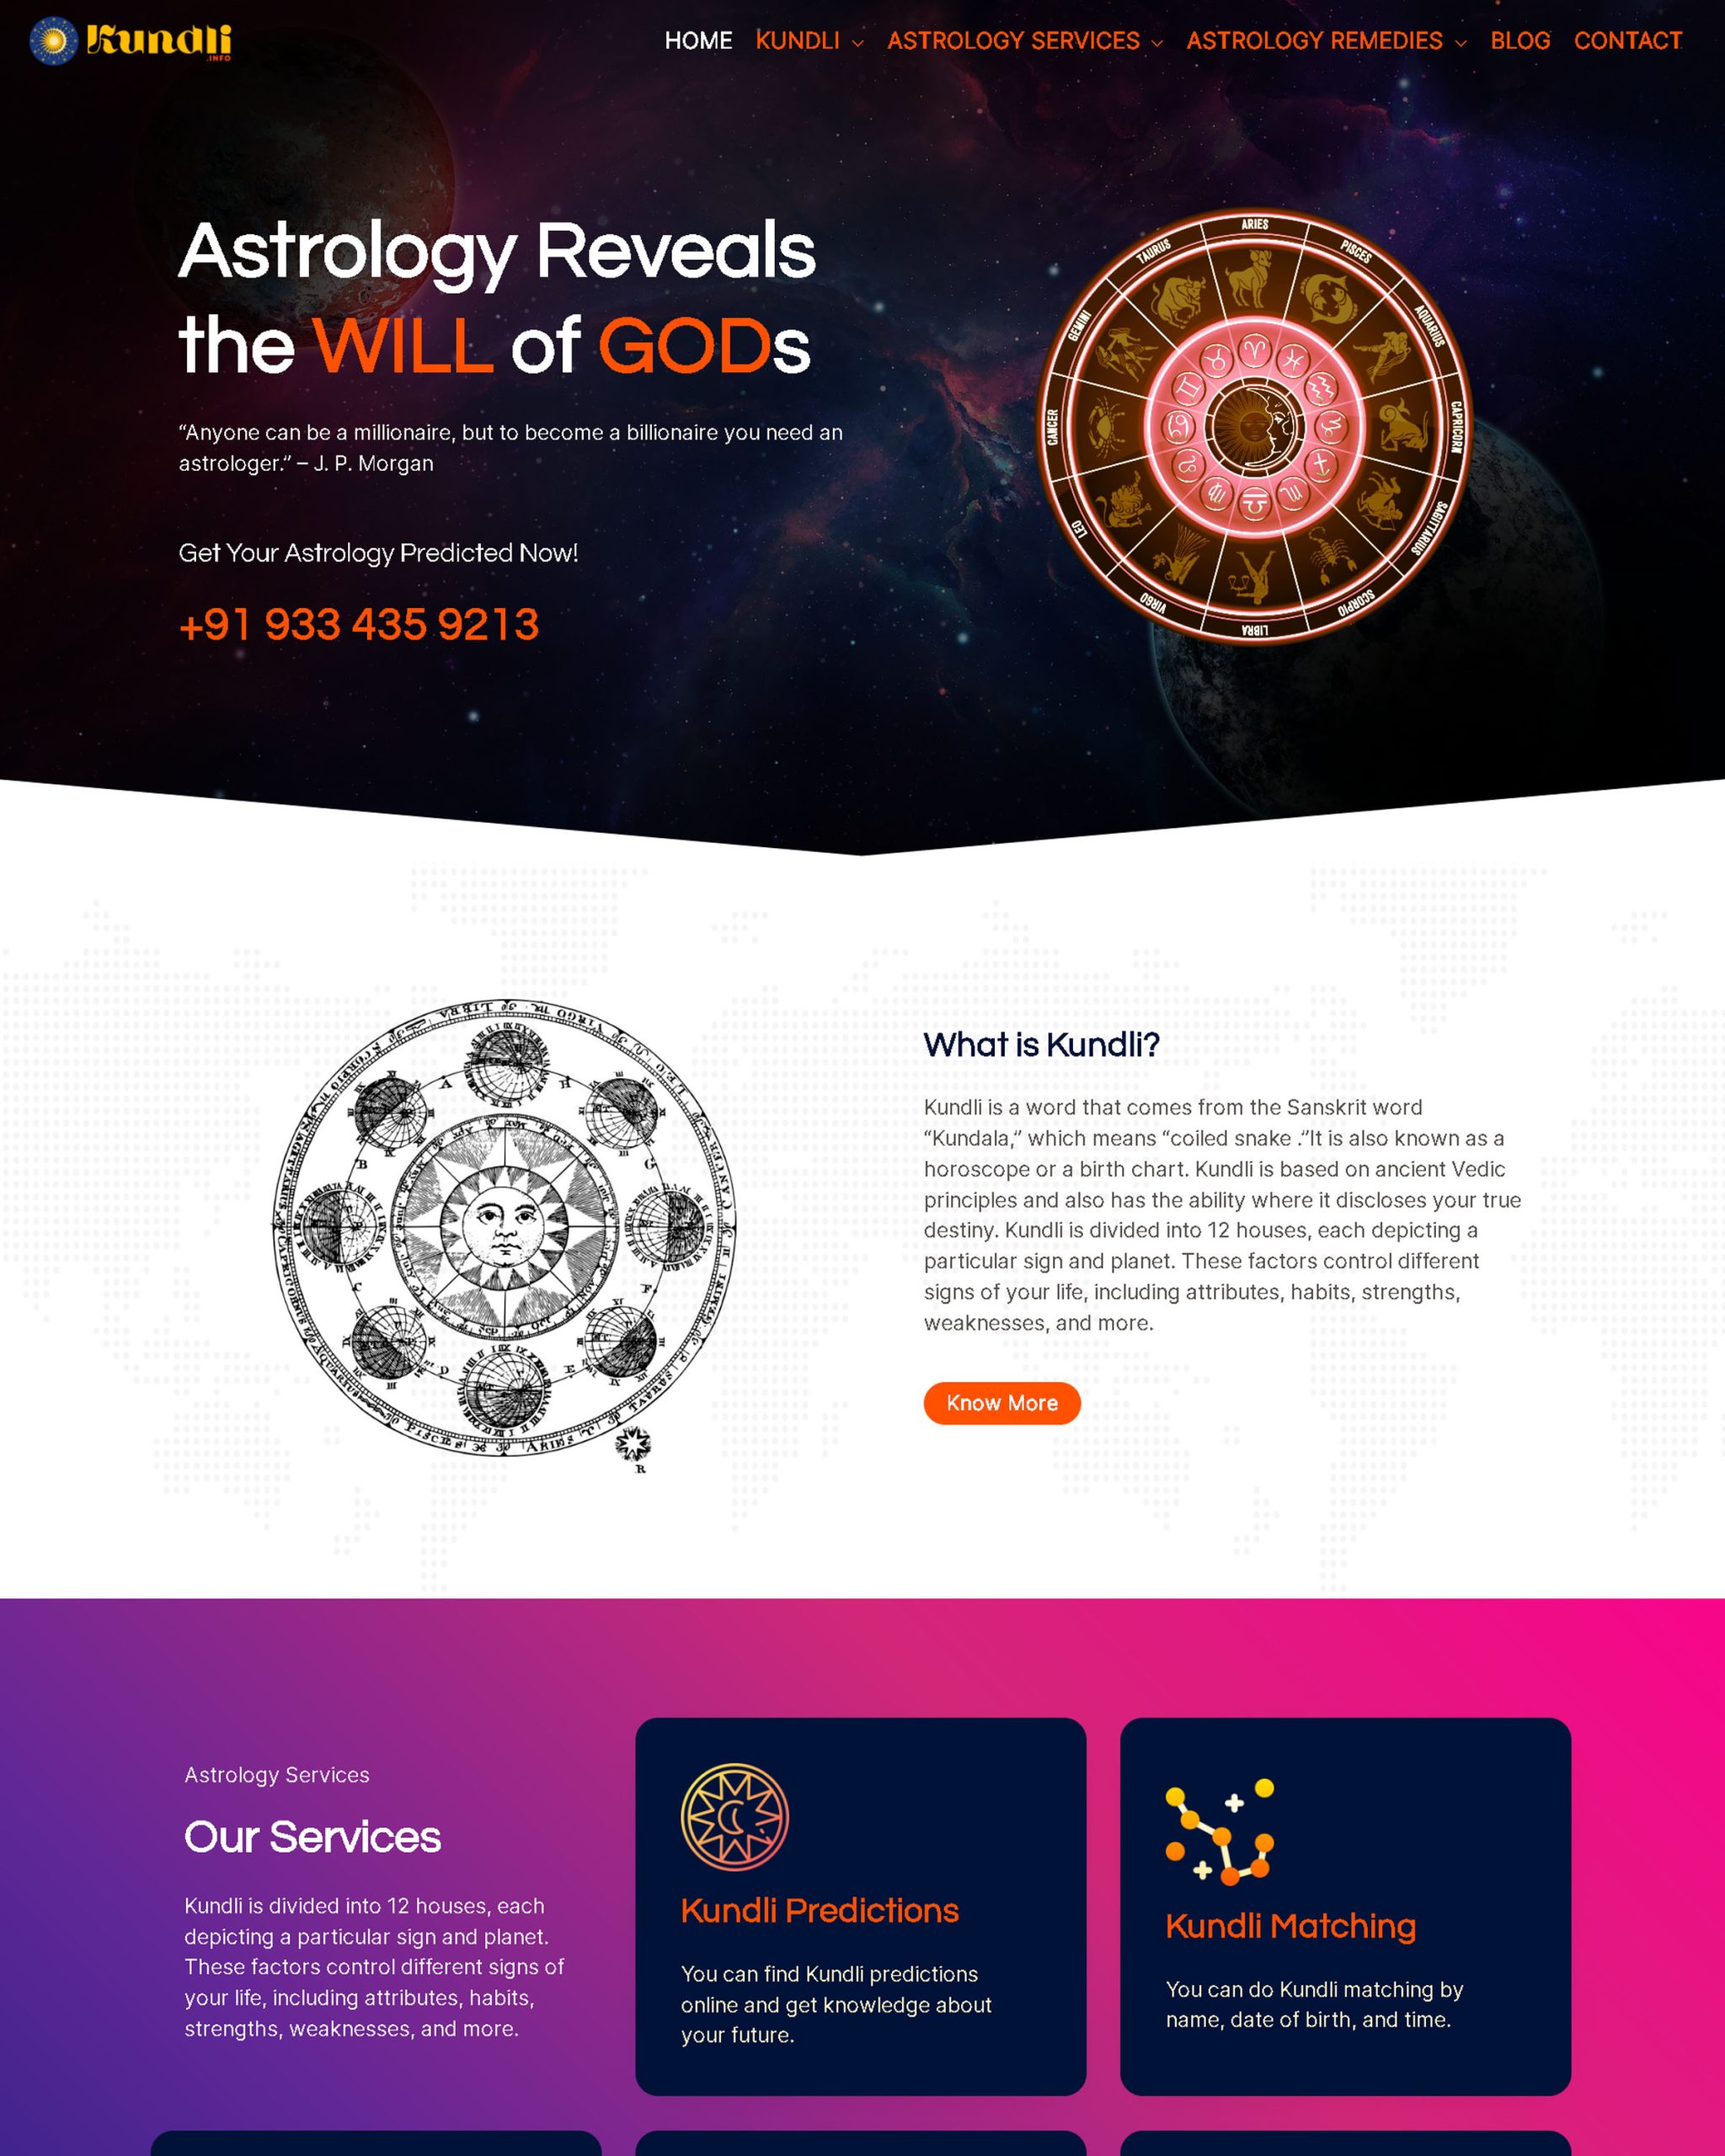 Kundli
.INFO
HOME KUNDLI ASTROLOGY SERVICES ASTROLOGY REMEDIES BLOG CONTACT
Astrology Reveals
the WILL of GODs
“Anyone can be a millionaire, but to become a billionaire you need an
astrologer.” – J. P. Morgan
Get Your Astrology Predicted Now!
+91 933 435 9213
ARIES
PISCES
AQUARIUS
CAPRICORN
SAGITTARIUS
SCORPIO
LIBRA
VIRGO
LEO
CANCER
GEMINI
TAURUS
What is Kundli?
Kundli is a word that comes from the Sanskrit word
“Kundala,” which means “coiled snake .”It is also known as a
horoscope or a birth chart. Kundli is based on ancient Vedic
principles and also has the ability where it discloses your true
destiny. Kundli is divided into 12 houses, each depicting a
particular sign and planet. These factors control different
signs of your life, including attributes, habits, strengths,
weaknesses, and more.
Know More
Astrology Services
Our Services
Kundli is divided into 12 houses, each
depicting a particular sign and planet.
These factors control different signs of
your life, including attributes, habits,
strengths, weaknesses, and more.
Kundli Predictions
You can find Kundli predictions
online and get knowledge about
your future.
Kundli Matching
You can do Kundli matching by
name, date of birth, and time.